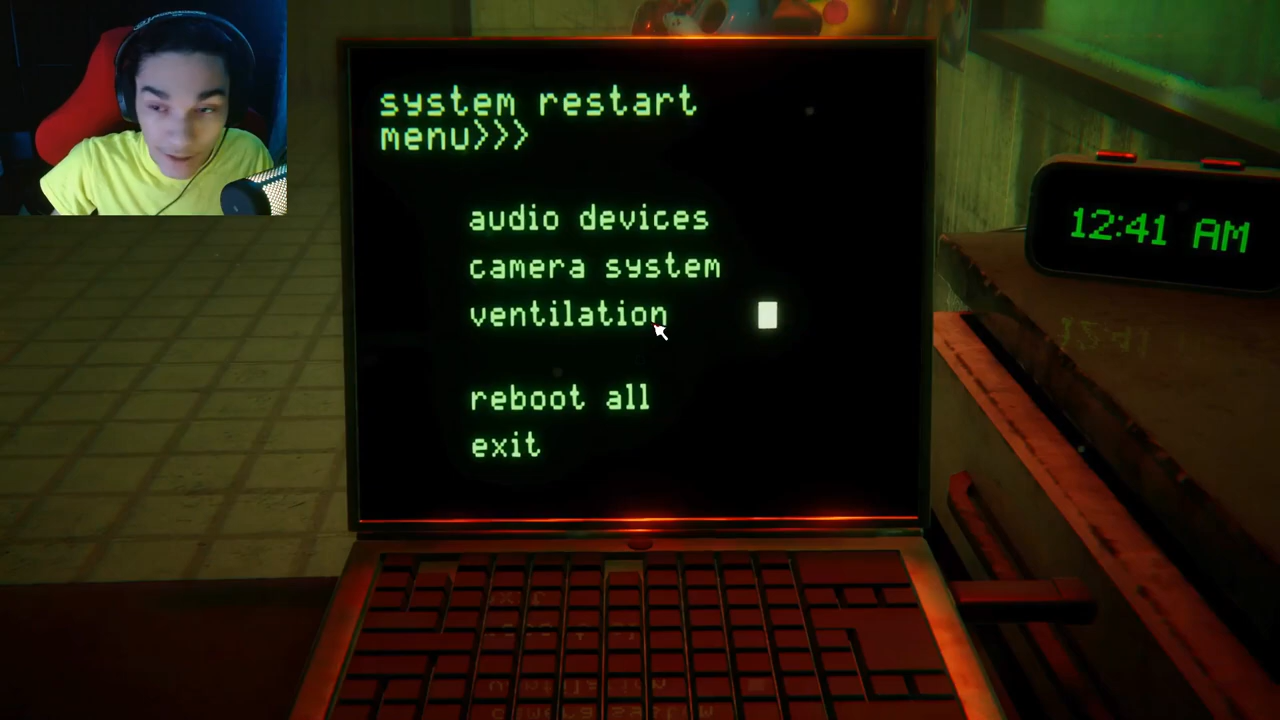 system restart
menu>>>
audio devices
camera system
ventilation
reboot all
exit
12:41 AM